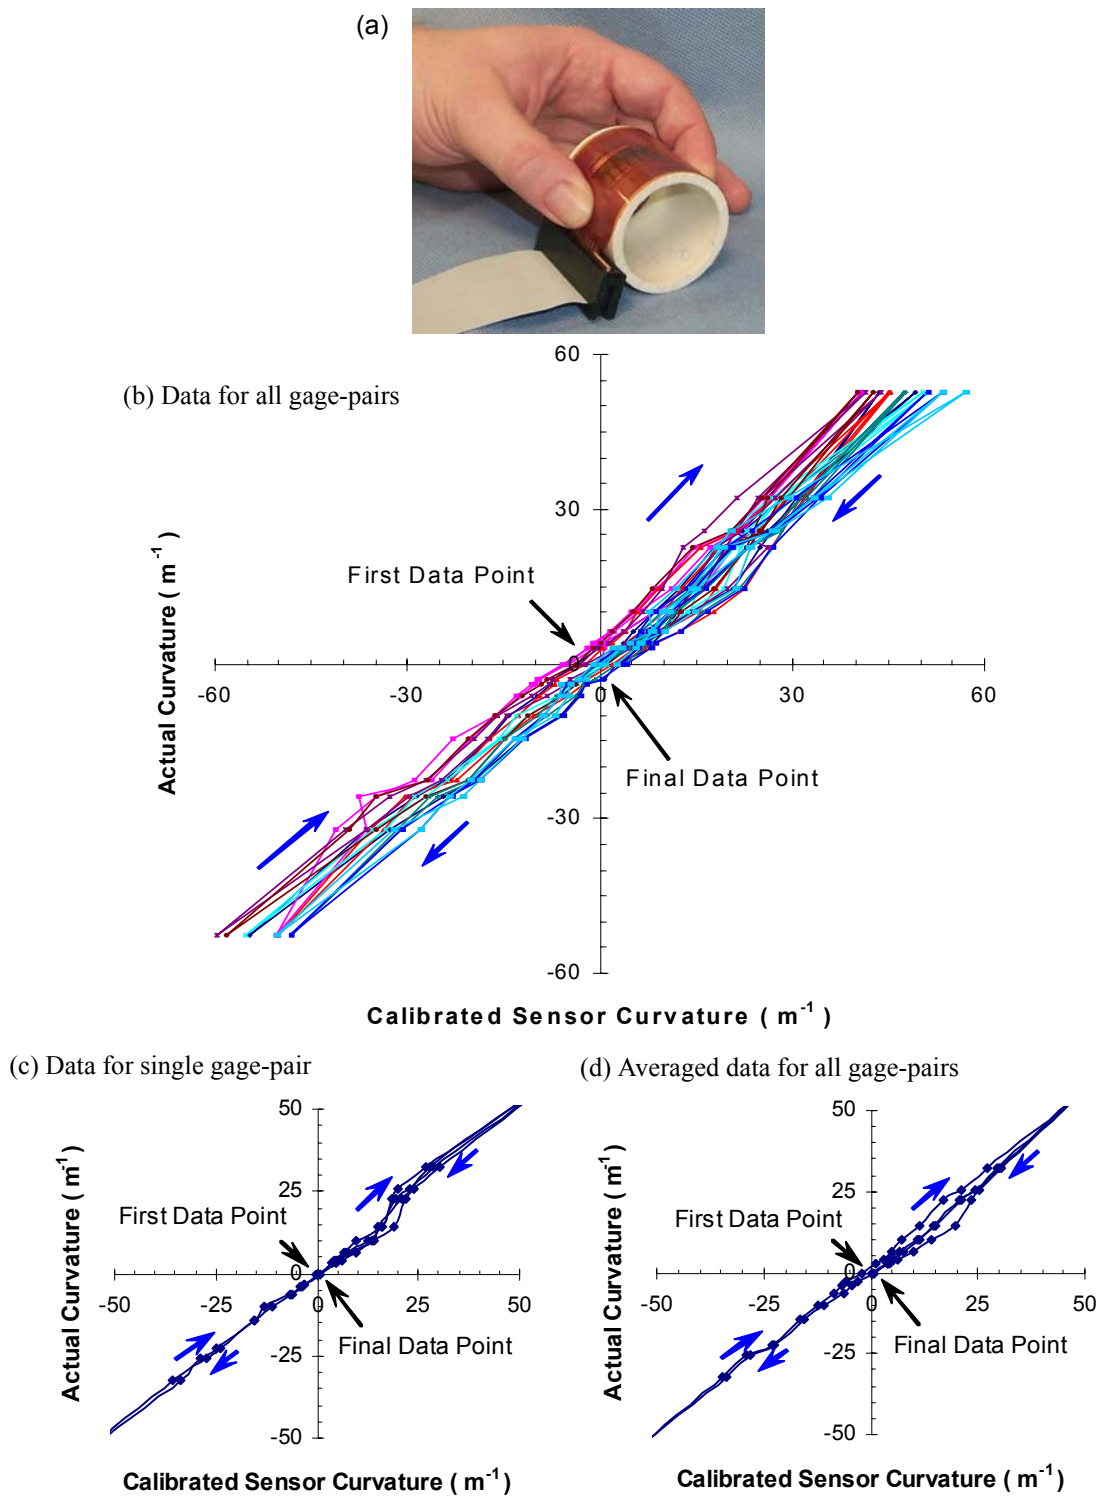 (a)
(b) Data for all gage-pairs
60
30
0
-30
-60
-60
-30
0
30
60
First Data Point
Final Data Point
Actual Curvature ( m⁻¹ )
Calibrated Sensor Curvature ( m⁻¹ )
(c) Data for single gage-pair
50
25
0
-25
-50
-50
-25
0
25
50
First Data Point
Final Data Point
Actual Curvature ( m⁻¹ )
Calibrated Sensor Curvature ( m⁻¹ )
(d) Averaged data for all gage-pairs
50
25
0
-25
-50
-50
-25
0
25
50
First Data Point
Final Data Point
Actual Curvature ( m⁻¹ )
Calibrated Sensor Curvature ( m⁻¹ )